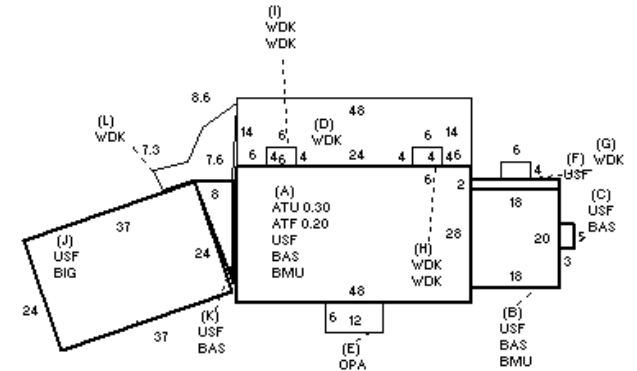 (I)
WDK
WDK
8.6
48
(L)
WDK
14
6
(D)
WDK
6
14
7.3
7.6
6
4
6
4
24
4
4
4
6
6
4
(G)
WDK
(F)
USF
8
6
2
18
(C)
USF
BAS
37
(J)
USF
BIG
24
(A)
ATU 0.30
ATF 0.20
USF
BAS
BMU
28
20
5
3
(H)
WDK
WDK
24
48
18
37
(K)
USF
BAS
6
12
(E)
OPA
(B)
USF
BAS
BMU